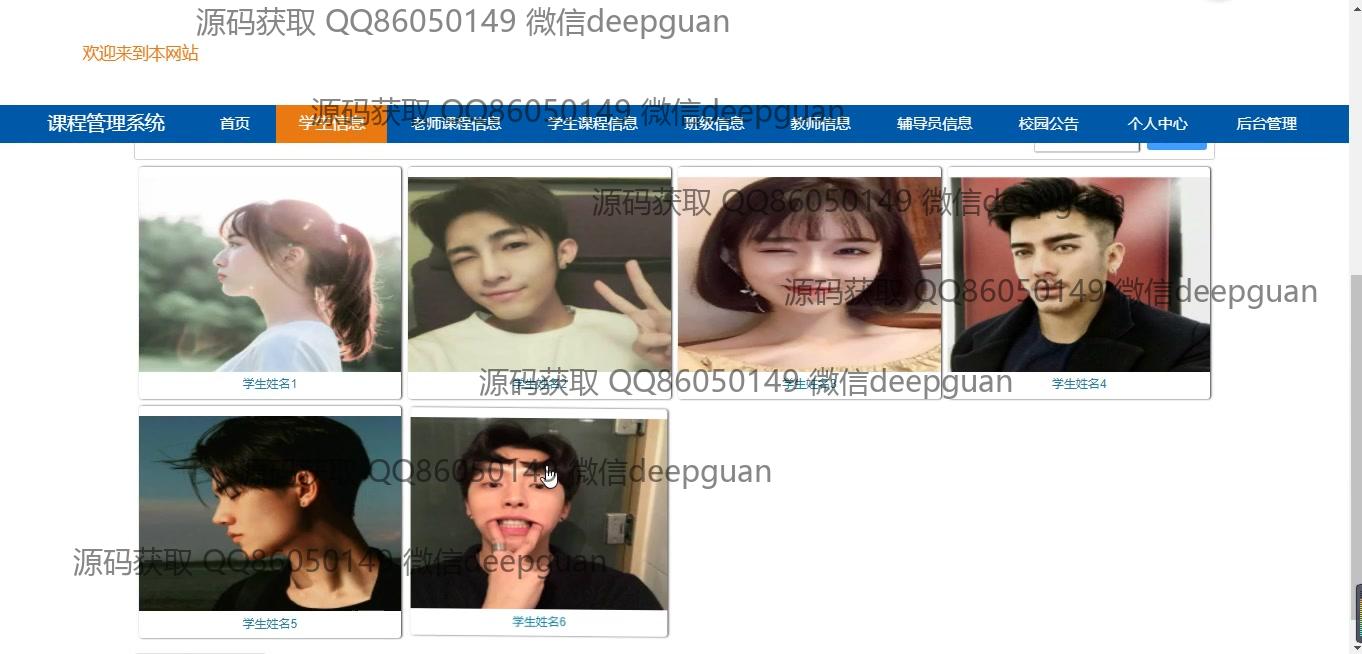 源码获取 QQ86050149 微信deepguan
欢迎来到本网站
源码获取 QQ86050149 微信deepguan
课程管理系统 首页 学生信息 老师课程信息 学生课程信息 班级信息 教师信息 辅导员信息 校园公告 个人中心 后台管理
源码获取 QQ86050149 微信deepguan
源码获取 QQ86050149 微信deepguan
学生姓名1 学生姓名2 学生姓名3 学生姓名4
源码获取 QQ86050149 微信deepguan
源码获取 QQ86050149 微信deepguan
源码获取 QQ86050149 微信deepguan
学生姓名5 学生姓名6